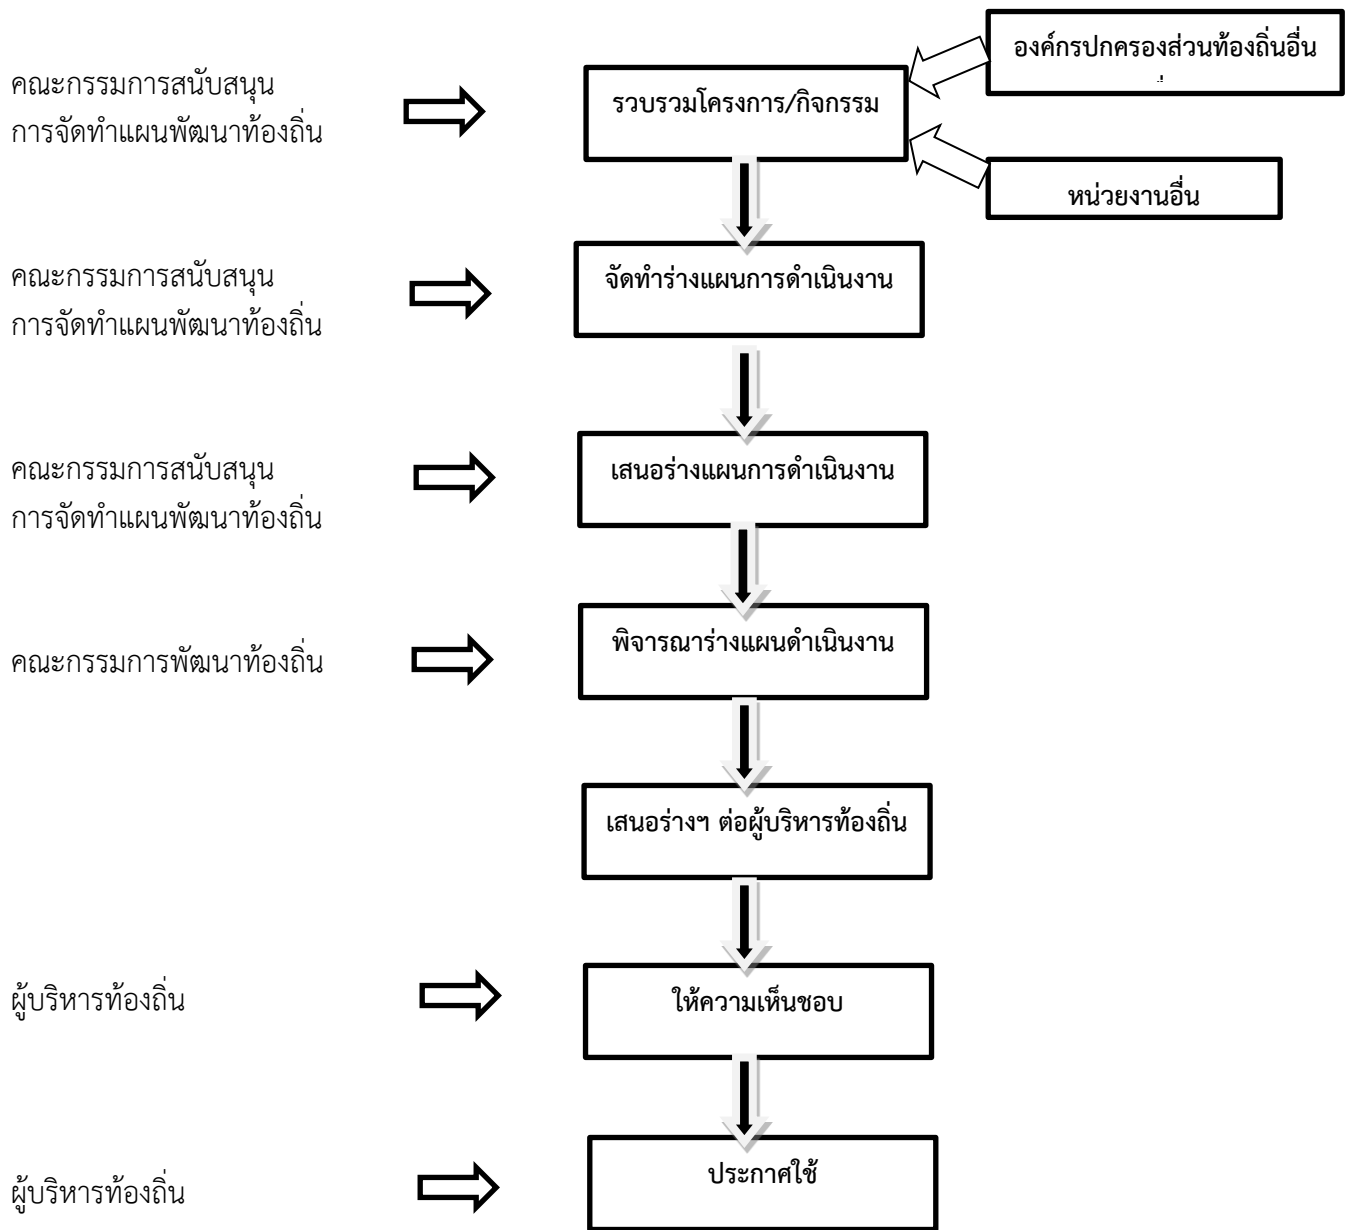 องค์กรปกครองส่วนท้องถิ่นอื่น
คณะกรรมการสนับสนุน
การจัดทำแผนพัฒนาท้องถิ่น
รวบรวมโครงการ/กิจกรรม
หน่วยงานอื่น
คณะกรรมการสนับสนุน
การจัดทำแผนพัฒนาท้องถิ่น
จัดทำร่างแผนการดำเนินงาน
คณะกรรมการสนับสนุน
การจัดทำแผนพัฒนาท้องถิ่น
เสนอร่างแผนการดำเนินงาน
คณะกรรมการพัฒนาท้องถิ่น
พิจารณาร่างแผนดำเนินงาน
เสนอร่างฯ ต่อผู้บริหารท้องถิ่น
ผู้บริหารท้องถิ่น
ให้ความเห็นชอบ
ผู้บริหารท้องถิ่น
ประกาศใช้